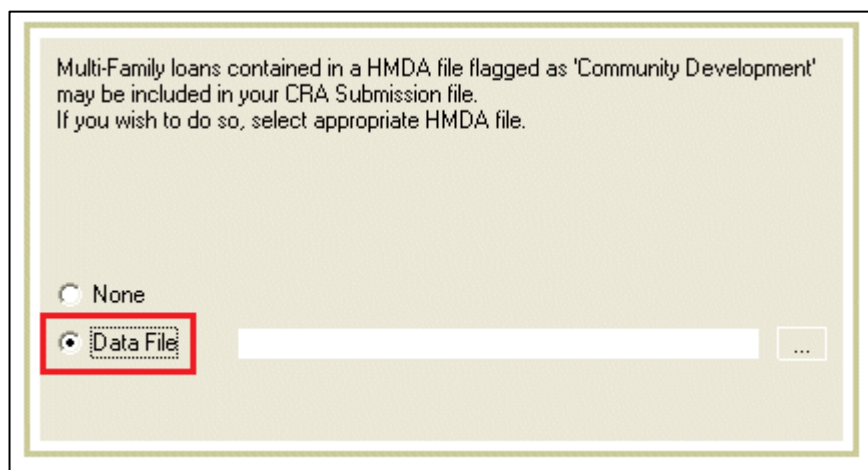 Multi-Family loans contained in a HMDA file flagged as 'Community Development'
may be included in your CRA Submission file.
If you wish to do so, select appropriate HMDA file.
None
Data File
...